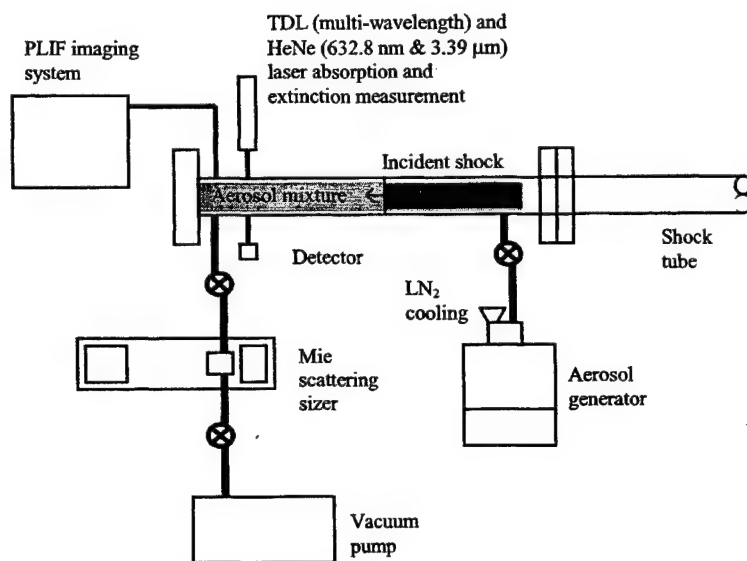 TDL (multi-wavelength) and
HeNe (632.8 nm & 3.39 μm)
laser absorption and
extinction measurement
PLIF imaging
system
Incident shock
Aerosol mixture
Detector
Shock
tube
LN₂
cooling
Mie
scattering
sizer
Aerosol
generator
Vacuum
pump